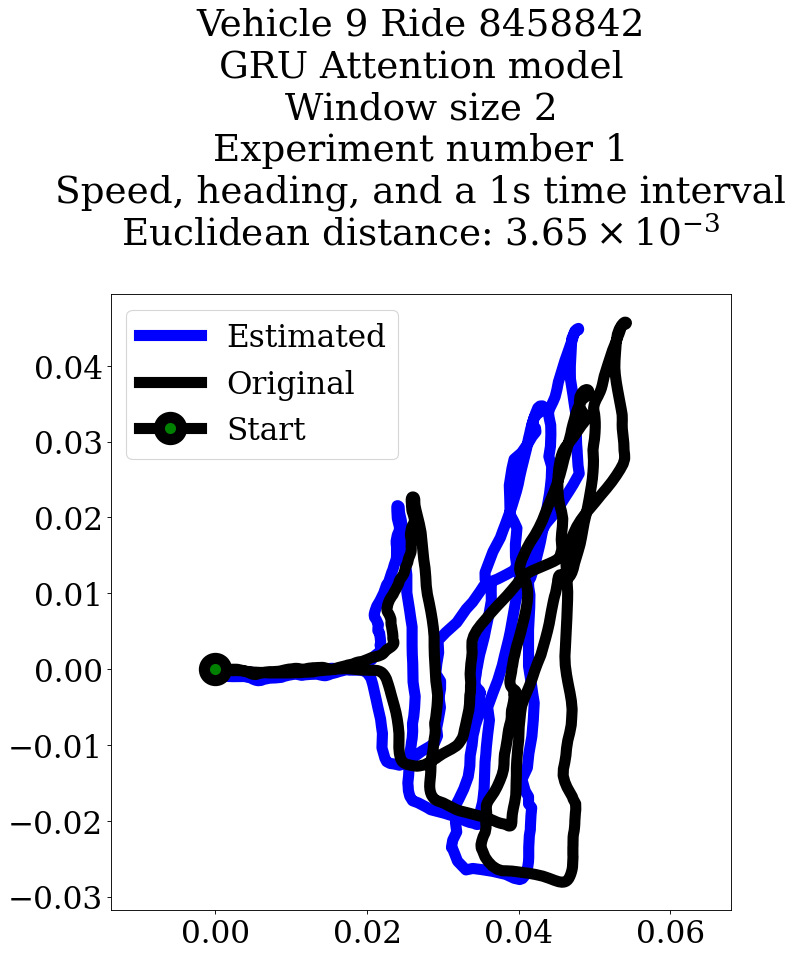 Vehicle 9 Ride 8458842
GRU Attention model
Window size 2
Experiment number 1
Speed, heading, and a 1s time interval
Euclidean distance: 3.65 × 10⁻³
Estimated
Original
Start
0.04
0.03
0.02
0.01
0.00
−0.01
−0.02
−0.03
0.00 0.02 0.04 0.06